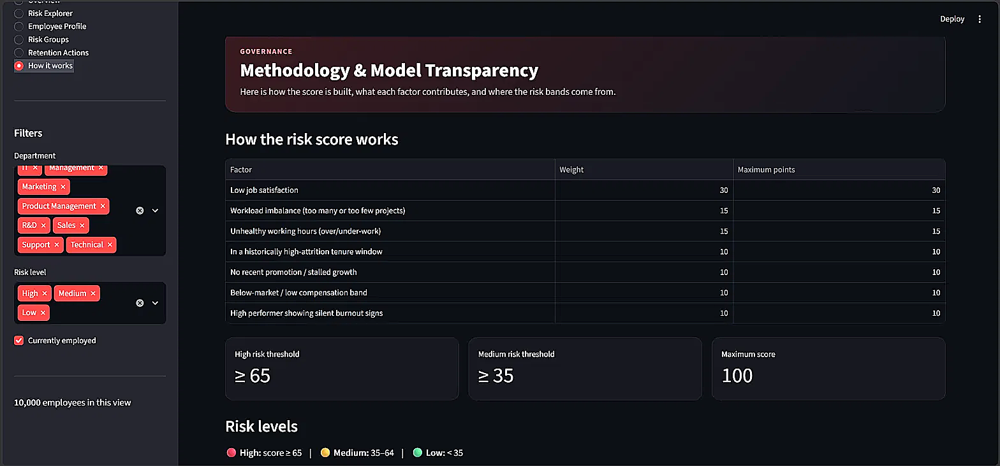 Overview
Risk Explorer
Employee Profile
Risk Groups
Retention Actions
How it works
Filters
Department
IT × Management ×
Marketing ×
Product Management ×
R&D × Sales ×
Support × Technical ×
Risk level
High × Medium ×
Low ×
Currently employed
10,000 employees in this view
Deploy
GOVERNANCE
Methodology & Model Transparency
Here is how the score is built, what each factor contributes, and where the risk bands come from.
How the risk score works
Factor Weight Maximum points
Low job satisfaction 30 30
Workload imbalance (too many or too few projects) 15 15
Unhealthy working hours (over/under-work) 15 15
In a historically high-attrition tenure window 10 10
No recent promotion / stalled growth 10 10
Below-market / low compensation band 10 10
High performer showing silent burnout signs 10 10
High risk threshold
≥ 65
Medium risk threshold
≥ 35
Maximum score
100
Risk levels
High: score ≥ 65 | Medium: 35–64 | Low: < 35